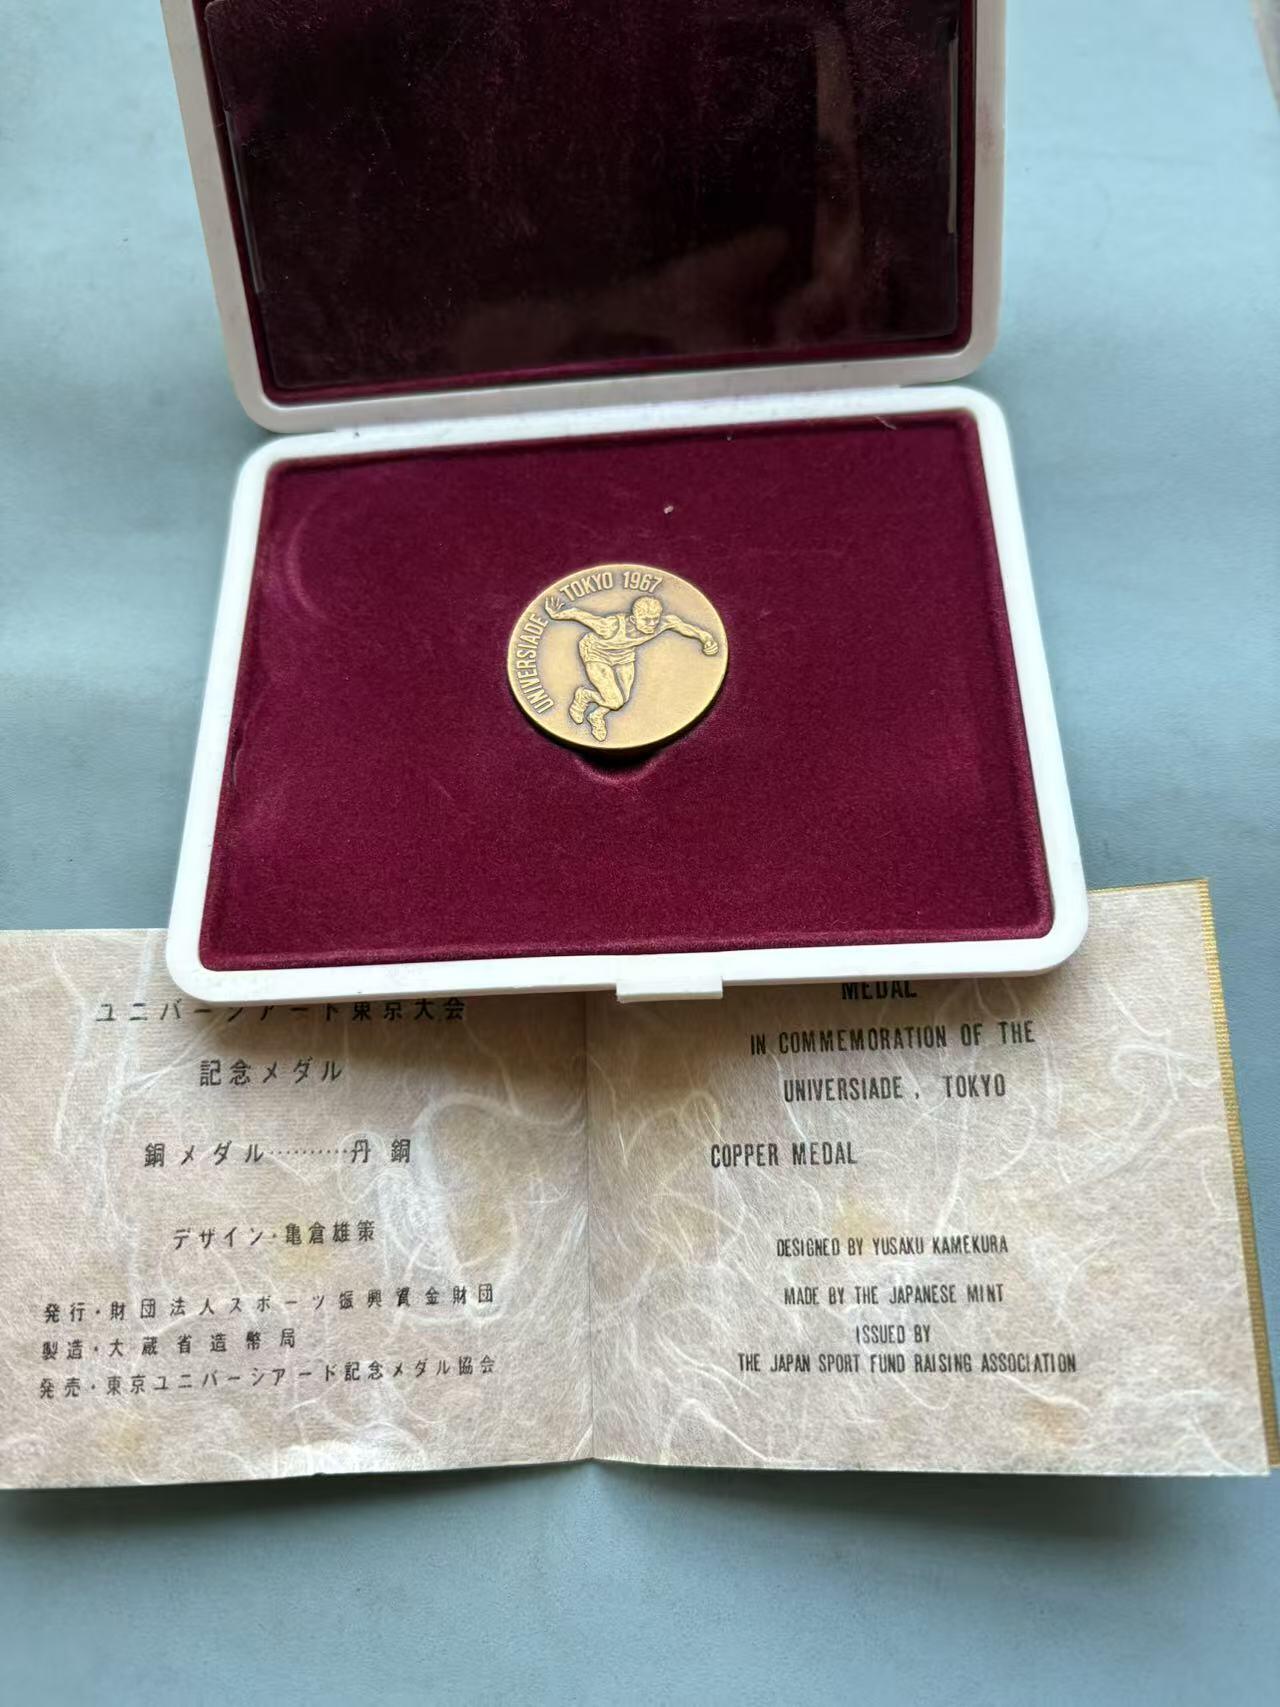 UNIVERSIADE TOKYO 1967
ユニバーシアード東京大会
記念メダル
銅メダル··········丹銅
デザイン·亀倉雄策
発行·財団法人スポーツ振興資金財団
製造·大蔵省造幣局
発売·東京ユニバーシアード記念メダル協会
MEDAL
IN COMMEMORATION OF THE
UNIVERSIADE, TOKYO
COPPER MEDAL
DESIGNED BY YUSAKU KAMEKURA
MADE BY THE JAPANESE MINT
ISSUED BY
THE JAPAN SPORT FUND RAISING ASSOCIATION